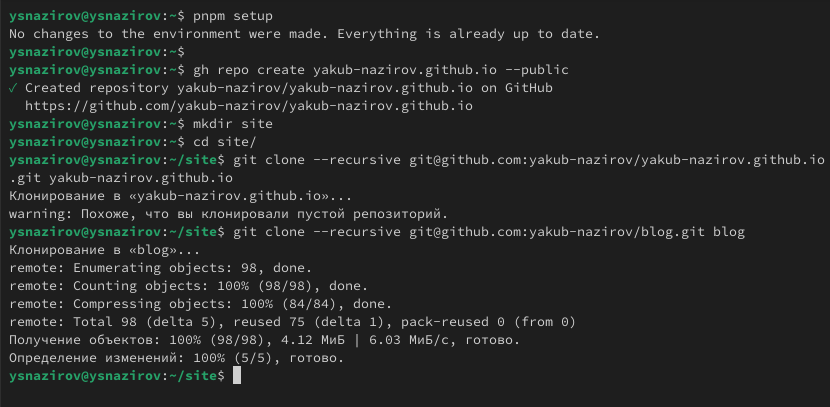 ysnazirov@ysnazirov:~$ pnpm setup
No changes to the environment were made. Everything is already up to date.
ysnazirov@ysnazirov:~$
ysnazirov@ysnazirov:~$ gh repo create yakub-nazirov.github.io --public
✓ Created repository yakub-nazirov/yakub-nazirov.github.io on GitHub
  https://github.com/yakub-nazirov/yakub-nazirov.github.io
ysnazirov@ysnazirov:~$ mkdir site
ysnazirov@ysnazirov:~$ cd site/
ysnazirov@ysnazirov:~/site$ git clone --recursive git@github.com:yakub-nazirov/yakub-nazirov.github.io
.git yakub-nazirov.github.io
Клонирование в «yakub-nazirov.github.io»...
warning: Похоже, что вы клонировали пустой репозиторий.
ysnazirov@ysnazirov:~/site$ git clone --recursive git@github.com:yakub-nazirov/blog.git blog
Клонирование в «blog»...
remote: Enumerating objects: 98, done.
remote: Counting objects: 100% (98/98), done.
remote: Compressing objects: 100% (84/84), done.
remote: Total 98 (delta 5), reused 75 (delta 1), pack-reused 0 (from 0)
Получение объектов: 100% (98/98), 4.12 МиБ | 6.03 МиБ/с, готово.
Определение изменений: 100% (5/5), готово.
ysnazirov@ysnazirov:~/site$